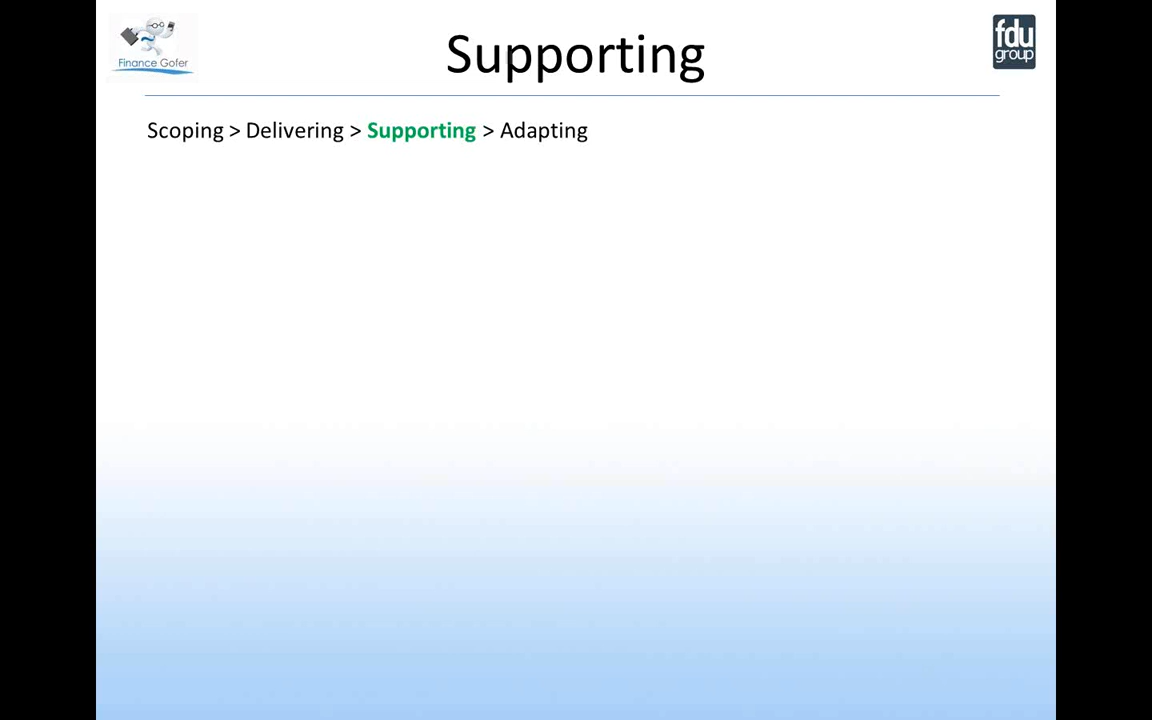 Finance Gofer
Supporting
fdu
group
Scoping > Delivering > Supporting > Adapting